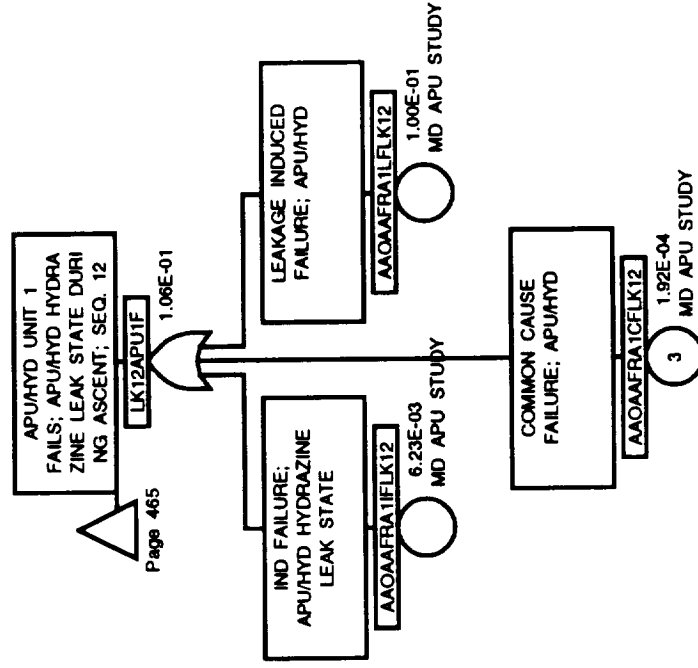 APU/HYD UNIT 1
FAILS; APU/HYD HYDRA
ZINE LEAK STATE DURI
NG ASCENT; SEQ. 12
LK12APU1F
1.06E-01
Page 465
IND FAILURE;
APU/HYD HYDRAZINE
LEAK STATE
AAOAAFRA1IFLK12
6.23E-03
MD APU STUDY
LEAKAGE INDUCED
FAILURE; APU/HYD
AAOAAFRA1LFLK12
1.00E-01
MD APU STUDY
COMMON CAUSE
FAILURE; APU/HYD
AAOAAFRA1CFLK12
3
1.92E-04
MD APU STUDY